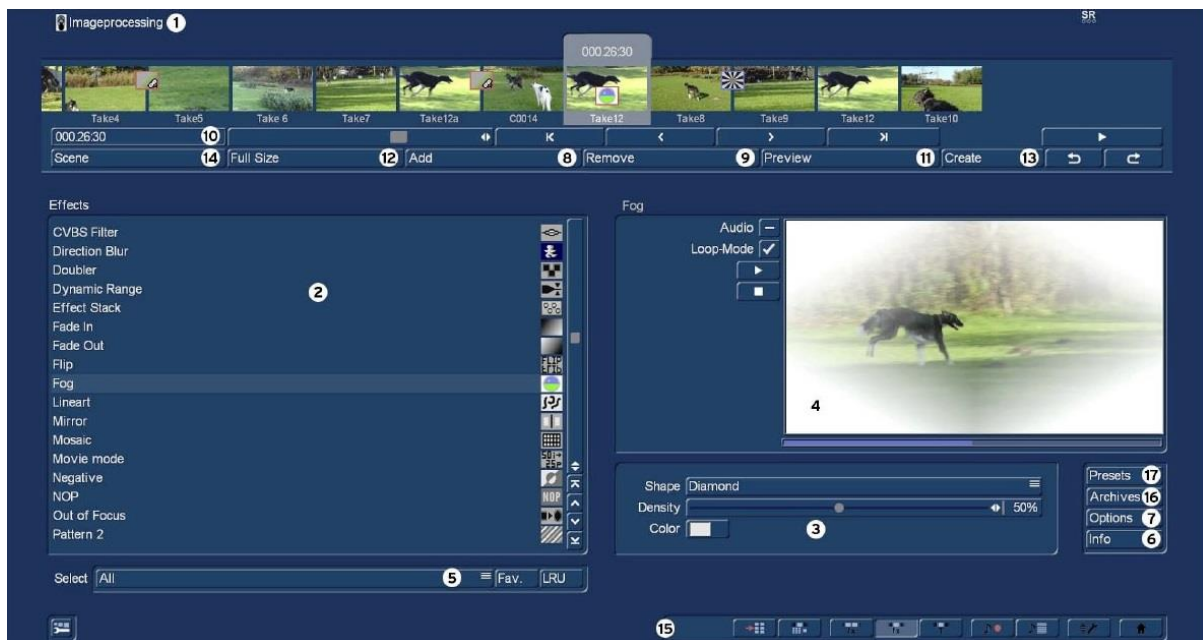 Imageprocessing 1
SR
000.26:30
Take4 Take5 Take 6 Take7 Take12a C0014 Take12 Take8 Take9 Take12 Take10
000.26:30 10
Scene 14 Full Size 12 Add 8 Remove 9 Preview 11 Create 13
Effects
CVBS Filter
Direction Blur
Doubler
Dynamic Range
2
Effect Stack
Fade In
Fade Out
Flip
Fog
Lineart
Mirror
Mosaic
Movie mode
Negative
NOP NOP
Out of Focus
Pattern 2
Select All 5 Fav. LRU
Fog
Audio
Loop-Mode
4
Shape Diamond
Density 50%
Color 3
Presets 17
Archives 16
Options 7
Info 6
15